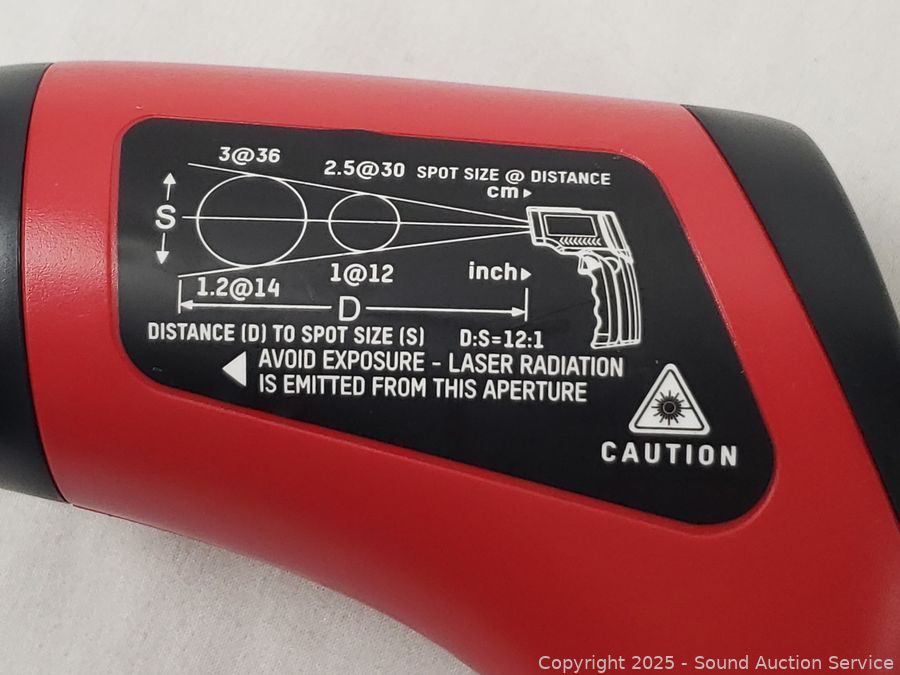 3@36
2.5@30 SPOT SIZE @ DISTANCE
cm
S
inch
1.2@14
1@12
D
DISTANCE (D) TO SPOT SIZE (S) D:S=12:1
AVOID EXPOSURE - LASER RADIATION
IS EMITTED FROM THIS APERTURE
CAUTION
Copyright 2025 - Sound Auction Service